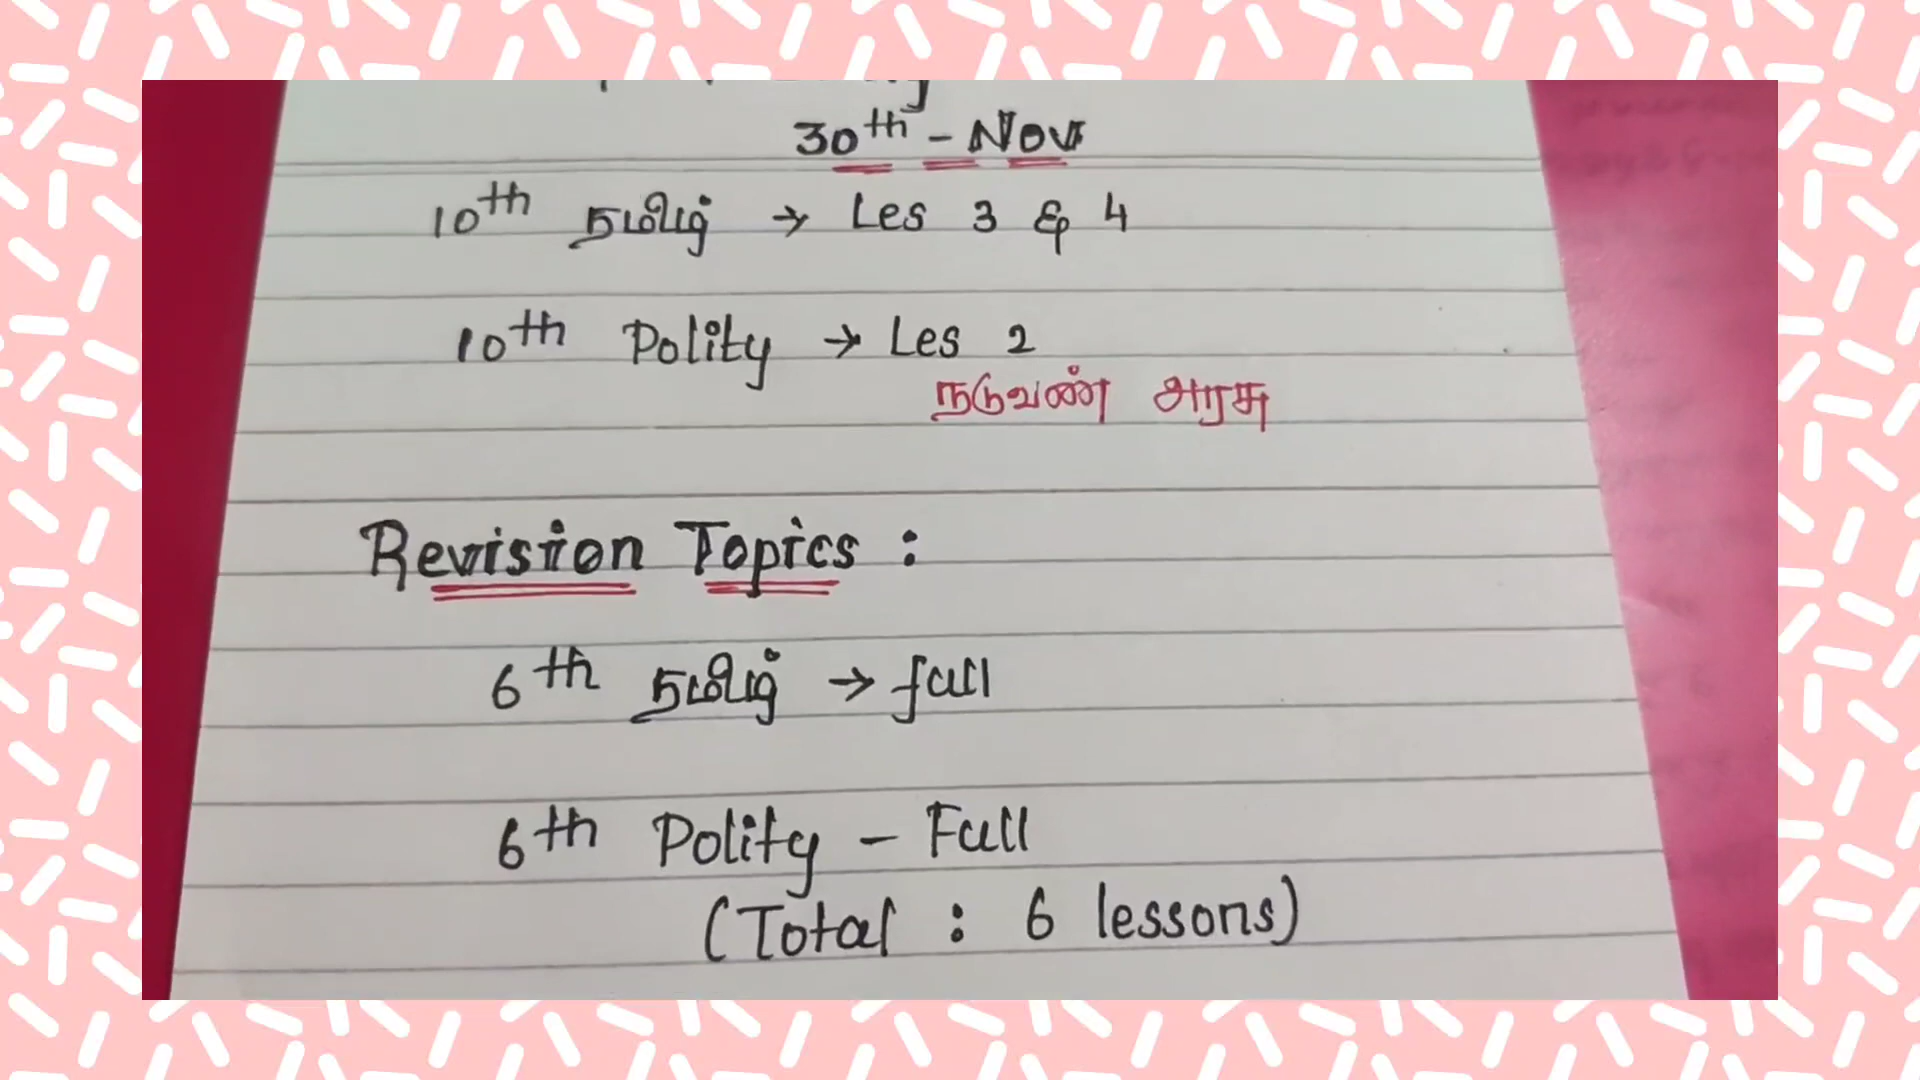 30th - Nov
10th தமிழ் → Les 3 & 4
10th Polity → Les 2
நடுவண் அரசு
Revision Topics :
6th தமிழ் → full
6th Polity - Full
(Total : 6 lessons)